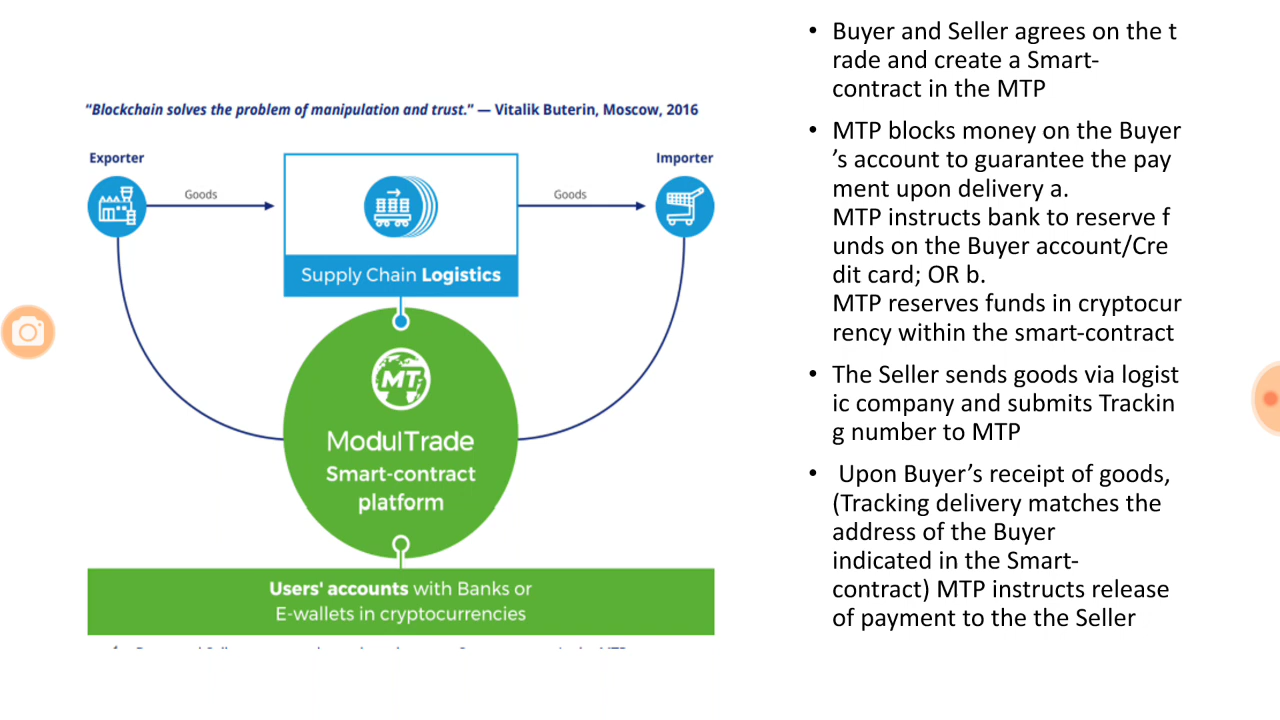 “Blockchain solves the problem of manipulation and trust.” — Vitalik Buterin, Moscow, 2016
Exporter
Importer
Goods
Goods
Supply Chain Logistics
MT
ModulTrade
Smart-contract
platform
Users' accounts with Banks or
E-wallets in cryptocurrencies
• Buyer and Seller agrees on the t
rade and create a Smart-
contract in the MTP
• MTP blocks money on the Buyer
’s account to guarantee the pay
ment upon delivery a.
MTP instructs bank to reserve f
unds on the Buyer account/Cre
dit card; OR b.
MTP reserves funds in cryptocur
rency within the smart-contract
• The Seller sends goods via logist
ic company and submits Trackin
g number to MTP
• Upon Buyer’s receipt of goods,
(Tracking delivery matches the
address of the Buyer
indicated in the Smart-
contract) MTP instructs release
of payment to the the Seller